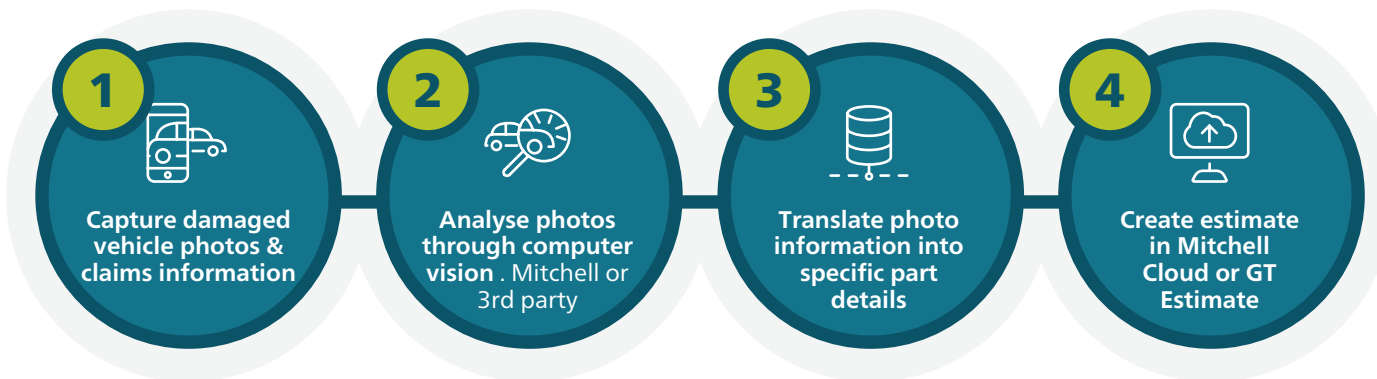 1
Capture damaged
vehicle photos &
claims information
2
Analyse photos
through computer
vision . Mitchell or
3rd party
3
Translate photo
information into
specific part
details
4
Create estimate
in Mitchell
Cloud or GT
Estimate